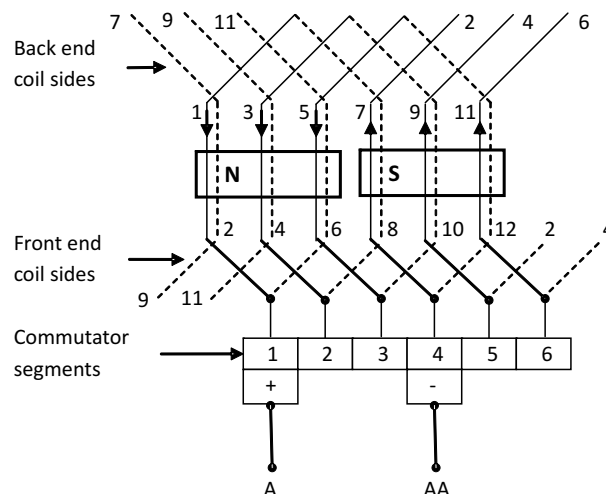 7 9 11 2 4 6
Back end
coil sides
1 3 5 7 9 11
N S
2 4 6 8 10 12 2 4
Front end
coil sides
9 11
Commutator
segments
1 2 3 4 5 6
+ -
A AA